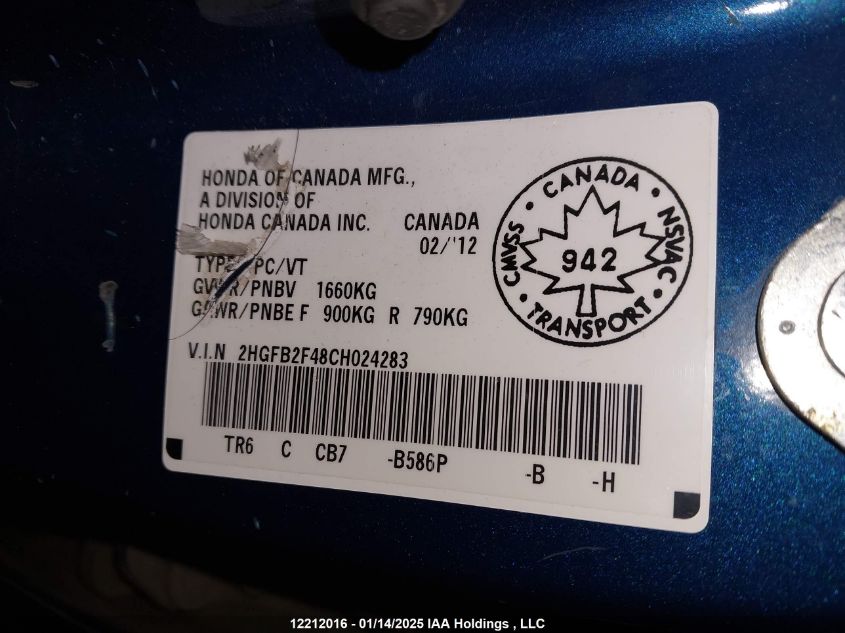 HONDA OF CANADA MFG.,
A DIVISION OF
HONDA CANADA INC. CANADA
02/'12
TYPE /PC/VT
GVWR/PNBV 1660KG
GAWR/PNBE F 900KG R 790KG
CANADA • NSVAC • TRANSPORT • CMVSS •
942
V.I.N 2HGFB2F48CH024283
TR6 C CB7 -B586P -B -H
12212016 - 01/14/2025 IAA Holdings , LLC